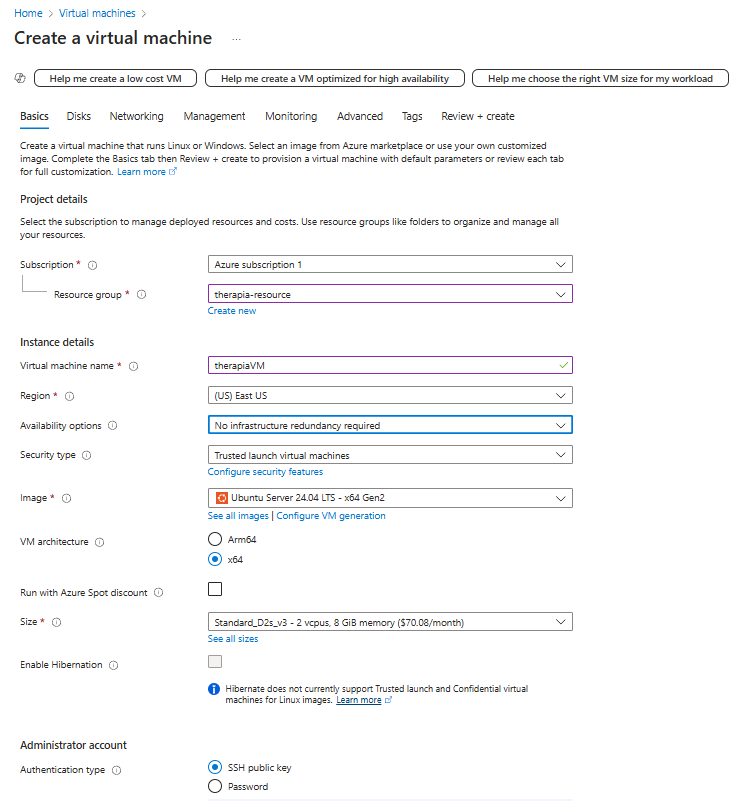 Home > Virtual machines >
Create a virtual machine ...
Help me create a low cost VM Help me create a VM optimized for high availability Help me choose the right VM size for my workload
Basics Disks Networking Management Monitoring Advanced Tags Review + create
Create a virtual machine that runs Linux or Windows. Select an image from Azure marketplace or use your own customized
image. Complete the Basics tab then Review + create to provision a virtual machine with default parameters or review each tab
for full customization. Learn more
Project details
Select the subscription to manage deployed resources and costs. Use resource groups like folders to organize and manage all
your resources.
Subscription * Azure subscription 1
Resource group * therapia-resource
Create new
Instance details
Virtual machine name * therapiaVM
Region * (US) East US
Availability options No infrastructure redundancy required
Security type Trusted launch virtual machines
Configure security features
Image * Ubuntu Server 24.04 LTS - x64 Gen2
See all images | Configure VM generation
VM architecture Arm64
x64
Run with Azure Spot discount
Size * Standard_D2s_v3 - 2 vcpus, 8 GiB memory ($70.08/month)
See all sizes
Enable Hibernation
Hibernate does not currently support Trusted launch and Confidential virtual
machines for Linux images. Learn more
Administrator account
Authentication type SSH public key
Password